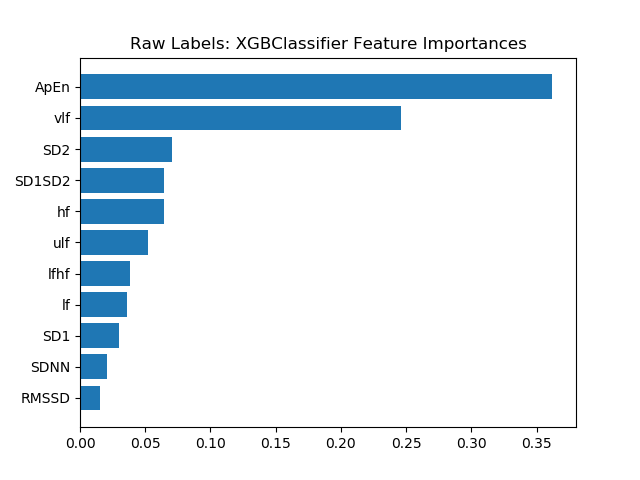 Raw Labels: XGBClassifier Feature Importances
ApEn
vlf
SD2
SD1SD2
hf
ulf
lfhf
lf
SD1
SDNN
RMSSD
0.00 0.05 0.10 0.15 0.20 0.25 0.30 0.35